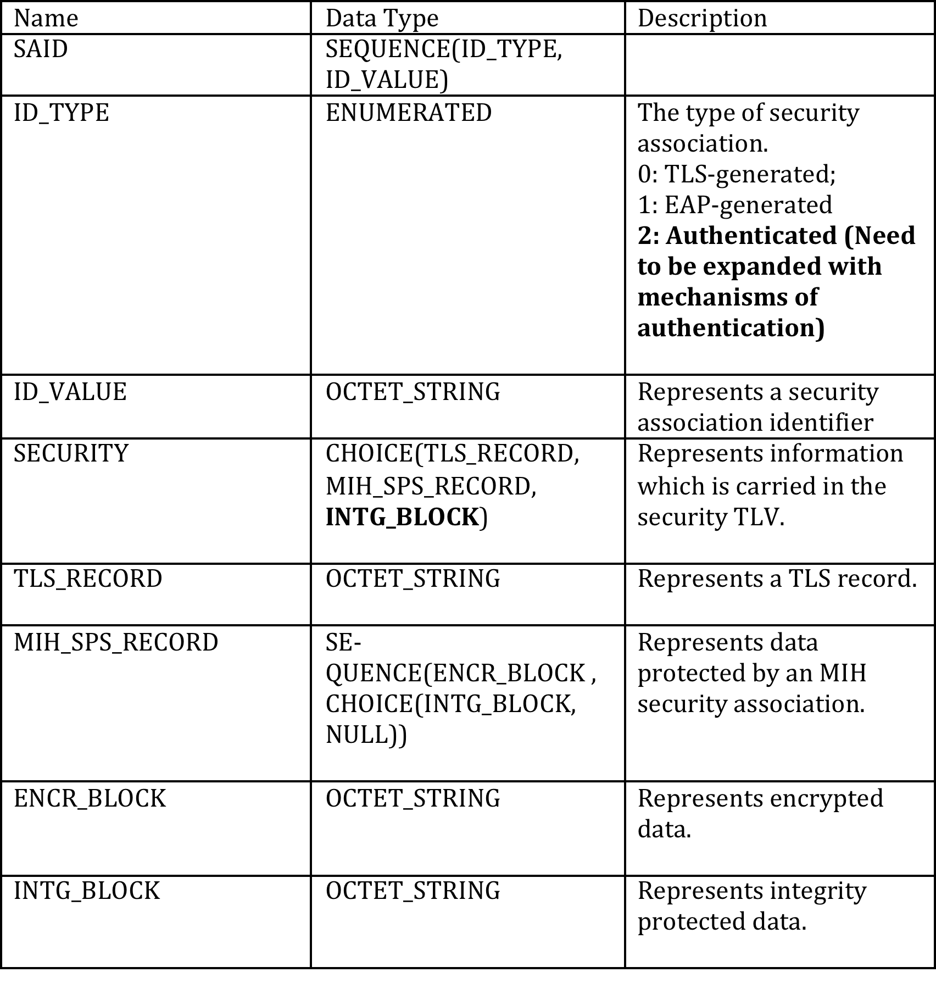 Name
Data Type
Description
SAID
SEQUENCE(ID_TYPE,
ID_VALUE)
ID_TYPE
ENUMERATED
The type of security
association.
0: TLS-generated;
1: EAP-generated
2: Authenticated (Need
to be expanded with
mechanisms of
authentication)
ID_VALUE
OCTET_STRING
Represents a security
association identifier
SECURITY
CHOICE(TLS_RECORD,
MIH_SPS_RECORD,
INTG_BLOCK)
Represents information
which is carried in the
security TLV.
TLS_RECORD
OCTET_STRING
Represents a TLS record.
MIH_SPS_RECORD
SE-
QUENCE(ENCR_BLOCK ,
CHOICE(INTG_BLOCK,
NULL))
Represents data
protected by an MIH
security association.
ENCR_BLOCK
OCTET_STRING
Represents encrypted
data.
INTG_BLOCK
OCTET_STRING
Represents integrity
protected data.